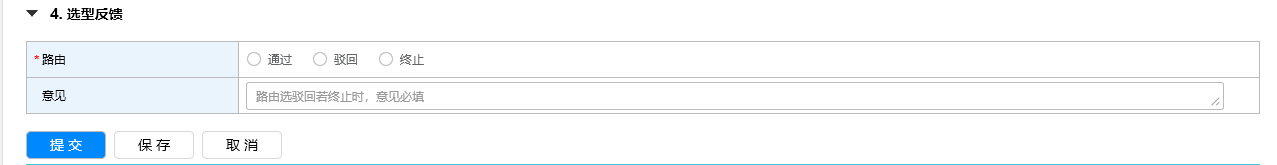 4. 选型反馈
*路由 通过 驳回 终止
意见 路由选驳回若终止时，意见必填
提 交 保 存 取 消